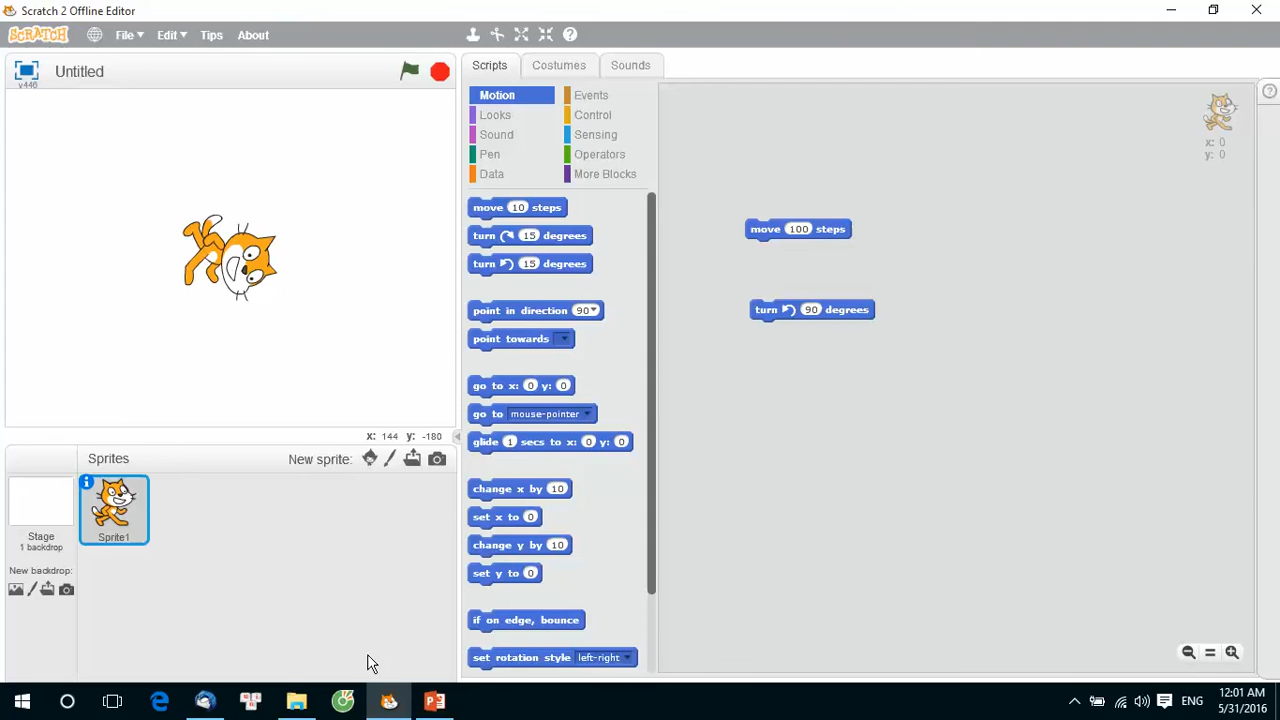 Scratch 2 Offline Editor
SCRATCH File Edit Tips About
Untitled
v446
Scripts Costumes Sounds
Motion Events
Looks Control
Sound Sensing
Pen Operators
Data More Blocks
move 10 steps
turn 15 degrees
turn 15 degrees
point in direction 90
point towards
go to x: 0 y: 0
go to mouse-pointer
glide 1 secs to x: 0 y: 0
change x by 10
set x to 0
change y by 10
set y to 0
if on edge, bounce
set rotation style left-right
move 100 steps
turn 90 degrees
x: 0
y: 0
x: 144 y: -180
Sprites New sprite:
Stage
1 backdrop
New backdrop:
Sprite1
ENG
12:01 AM
5/31/2016